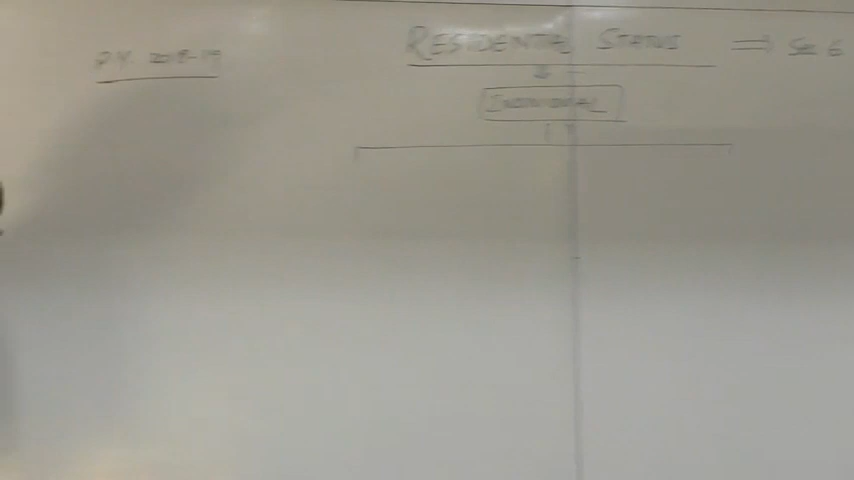 P.Y. 2018-19
RESIDENTIAL STATUS ⇒ Sec 6
INDIVIDUAL